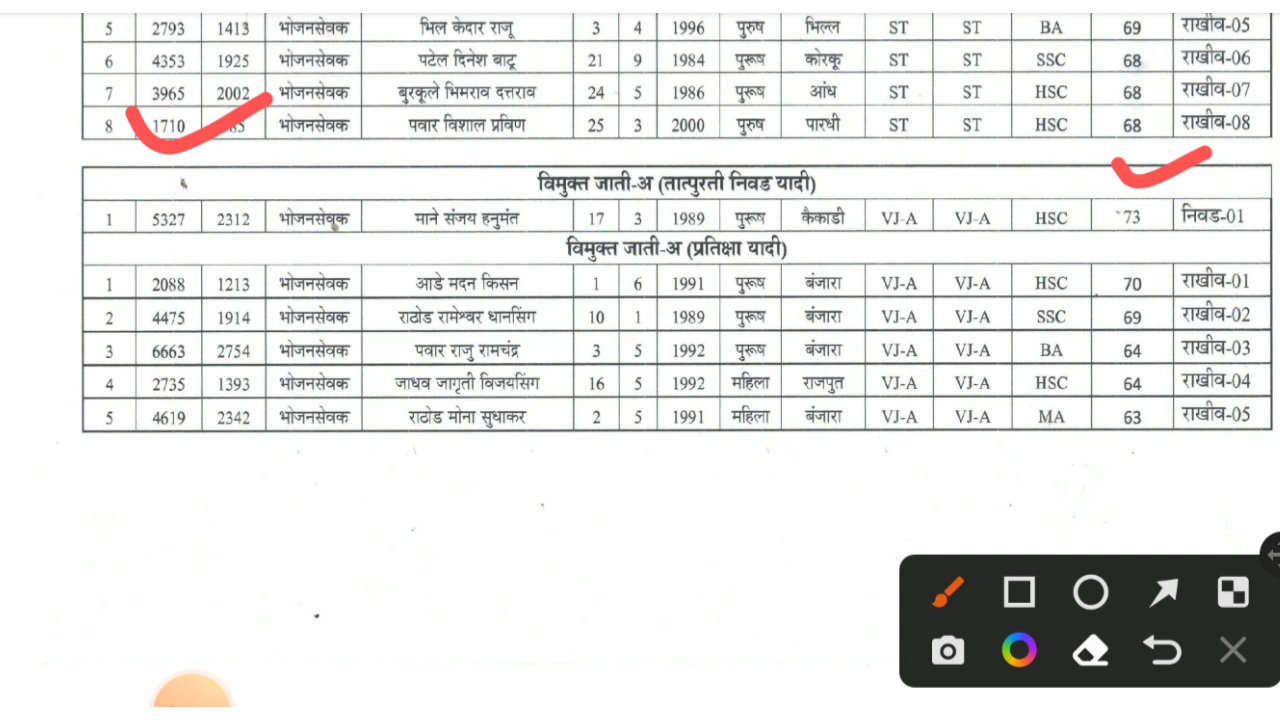 5 2793 1413 भोजनसेवक भिल केदार राजू 3 4 1996 पुरुष भिल्ल ST ST BA 69 राखीव-05
6 4353 1925 भोजनसेवक पटेल दिनेश बाटू 21 9 1984 पुरूष कोरकू ST ST SSC 68 राखीव-06
7 3965 2002 भोजनसेवक बुरकूले भिमराव दत्तराव 24 5 1986 पुरूष आंध ST ST HSC 68 राखीव-07
8 1710 भोजनसेवक पवार विशाल प्रविण 25 3 2000 पुरुष पारधी ST ST HSC 68 राखीव-08
विमुक्त जाती-अ (तात्पुरती निवड यादी)
1 5327 2312 भोजनसेवक माने संजय हनुमंत 17 3 1989 पुरूष कैकाडी VJ-A VJ-A HSC 73 निवड-01
विमुक्त जाती-अ (प्रतिक्षा यादी)
1 2088 1213 भोजनसेवक आडे मदन किसन 1 6 1991 पुरूष बंजारा VJ-A VJ-A HSC 70 राखीव-01
2 4475 1914 भोजनसेवक राठोड रामेश्वर धानसिंग 10 1 1989 पुरूष बंजारा VJ-A VJ-A SSC 69 राखीव-02
3 6663 2754 भोजनसेवक पवार राजु रामचंद्र 3 5 1992 पुरूष बंजारा VJ-A VJ-A BA 64 राखीव-03
4 2735 1393 भोजनसेवक जाधव जागृती विजयसिंग 16 5 1992 महिला राजपुत VJ-A VJ-A HSC 64 राखीव-04
5 4619 2342 भोजनसेवक राठोड मोना सुधाकर 2 5 1991 महिला बंजारा VJ-A VJ-A MA 63 राखीव-05